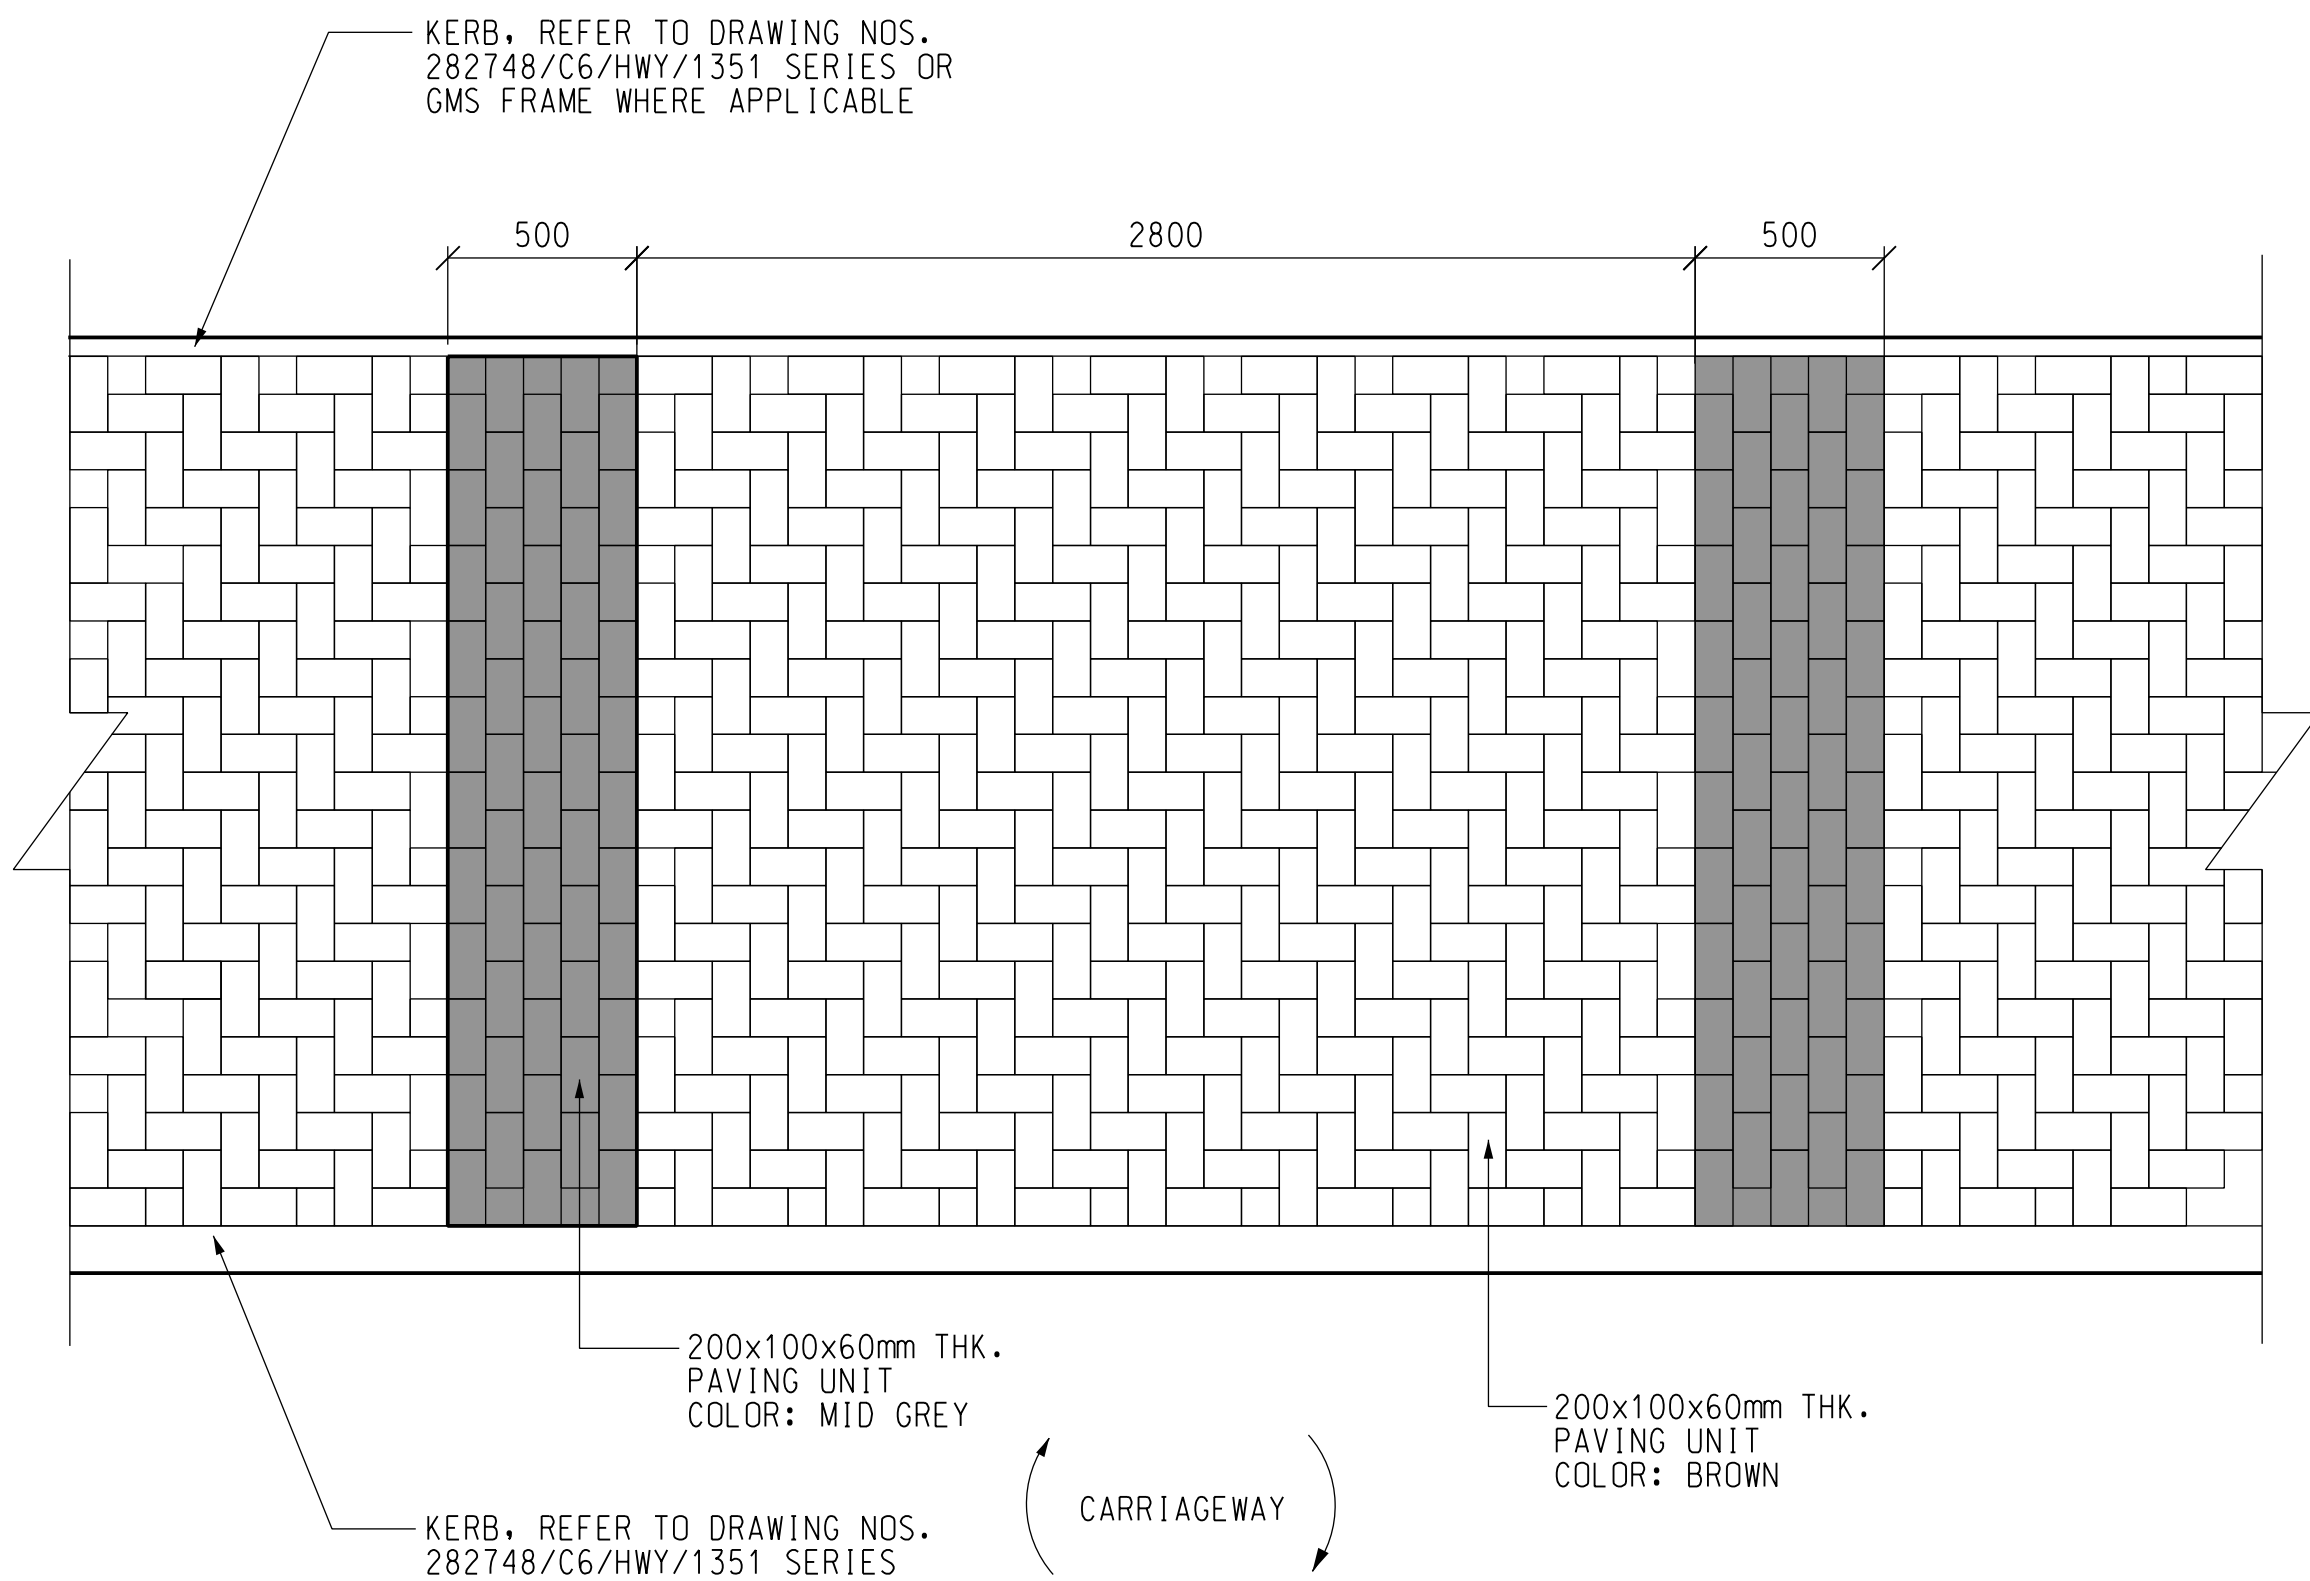 KERB, REFER TO DRAWING NOS.
282748/C6/HWY/1351 SERIES OR
GMS FRAME WHERE APPLICABLE
500
2800
500
200x100x60mm THK.
PAVING UNIT
COLOR: MID GREY
200x100x60mm THK.
PAVING UNIT
COLOR: BROWN
CARRIAGEWAY
KERB, REFER TO DRAWING NOS.
282748/C6/HWY/1351 SERIES